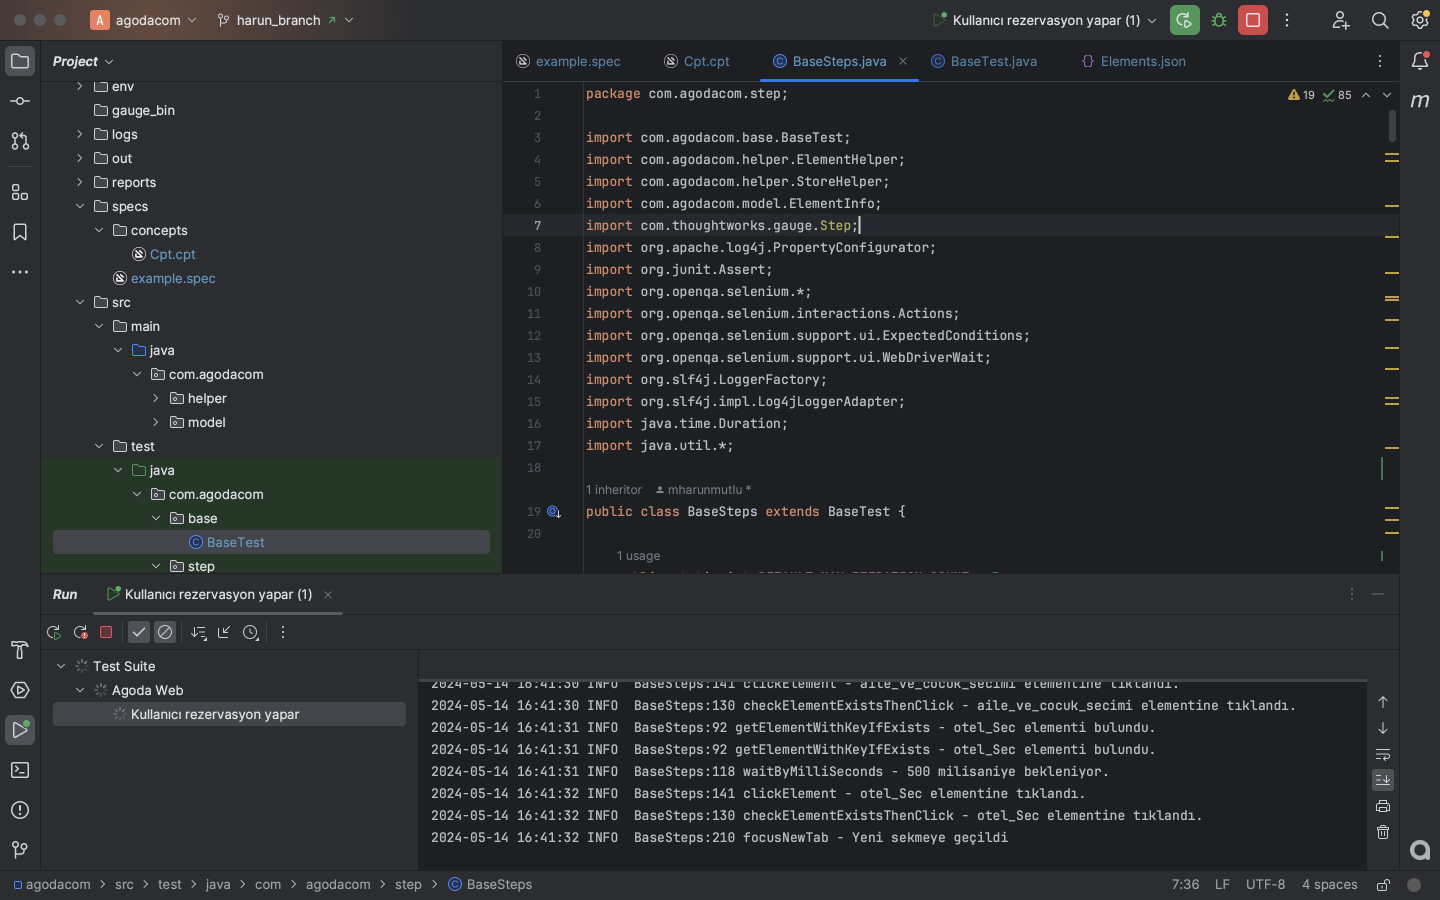 A agodacom
harun_branch
Kullanıcı rezervasyon yapar (1)
Project
env
gauge_bin
logs
out
reports
specs
concepts
Cpt.cpt
example.spec
src
main
java
com.agodacom
helper
model
test
java
com.agodacom
base
BaseTest
step
example.spec
Cpt.cpt
BaseSteps.java
BaseTest.java
Elements.json
19 85
1 package com.agodacom.step;
2
3 import com.agodacom.base.BaseTest;
4 import com.agodacom.helper.ElementHelper;
5 import com.agodacom.helper.StoreHelper;
6 import com.agodacom.model.ElementInfo;
7 import com.thoughtworks.gauge.Step;
8 import org.apache.log4j.PropertyConfigurator;
9 import org.junit.Assert;
10 import org.openqa.selenium.*;
11 import org.openqa.selenium.interactions.Actions;
12 import org.openqa.selenium.support.ui.ExpectedConditions;
13 import org.openqa.selenium.support.ui.WebDriverWait;
14 import org.slf4j.LoggerFactory;
15 import org.slf4j.impl.Log4jLoggerAdapter;
16 import java.time.Duration;
17 import java.util.*;
18
1 inheritor mharunmutlu *
19 public class BaseSteps extends BaseTest {
20
1 usage
m
Run
Kullanıcı rezervasyon yapar (1)
Test Suite
Agoda Web
Kullanıcı rezervasyon yapar
2024-05-14 16:41:30 INFO BaseSteps:141 clickElement - aile_ve_cocuk_secimi elementine tıklandı.
2024-05-14 16:41:30 INFO BaseSteps:130 checkElementExistsThenClick - aile_ve_cocuk_secimi elementine tıklandı.
2024-05-14 16:41:31 INFO BaseSteps:92 getElementWithKeyIfExists - otel_Sec elementi bulundu.
2024-05-14 16:41:31 INFO BaseSteps:92 getElementWithKeyIfExists - otel_Sec elementi bulundu.
2024-05-14 16:41:31 INFO BaseSteps:118 waitByMilliSeconds - 500 milisaniye bekleniyor.
2024-05-14 16:41:32 INFO BaseSteps:141 clickElement - otel_Sec elementine tıklandı.
2024-05-14 16:41:32 INFO BaseSteps:130 checkElementExistsThenClick - otel_Sec elementine tıklandı.
2024-05-14 16:41:32 INFO BaseSteps:210 focusNewTab - Yeni sekmeye geçildi
agodacom > src > test > java > com > agodacom > step > BaseSteps
7:36 LF UTF-8 4 spaces